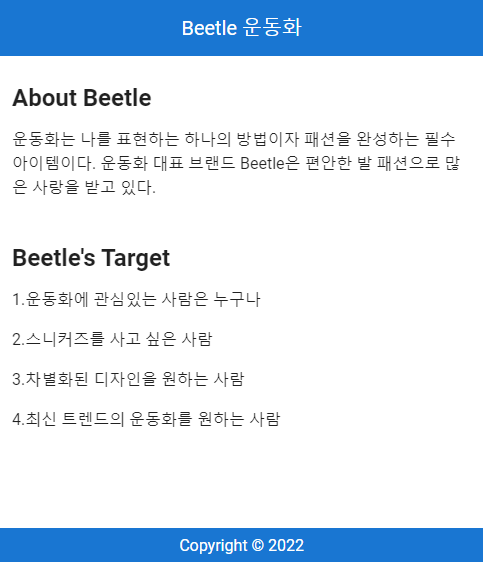 Beetle 운동화
About Beetle
운동화는 나를 표현하는 하나의 방법이자 패션을 완성하는 필수
아이템이다. 운동화 대표 브랜드 Beetle은 편안한 발 패션으로 많
은 사랑을 받고 있다.
Beetle's Target
1.운동화에 관심있는 사람은 누구나
2.스니커즈를 사고 싶은 사람
3.차별화된 디자인을 원하는 사람
4.최신 트렌드의 운동화를 원하는 사람
Copyright © 2022